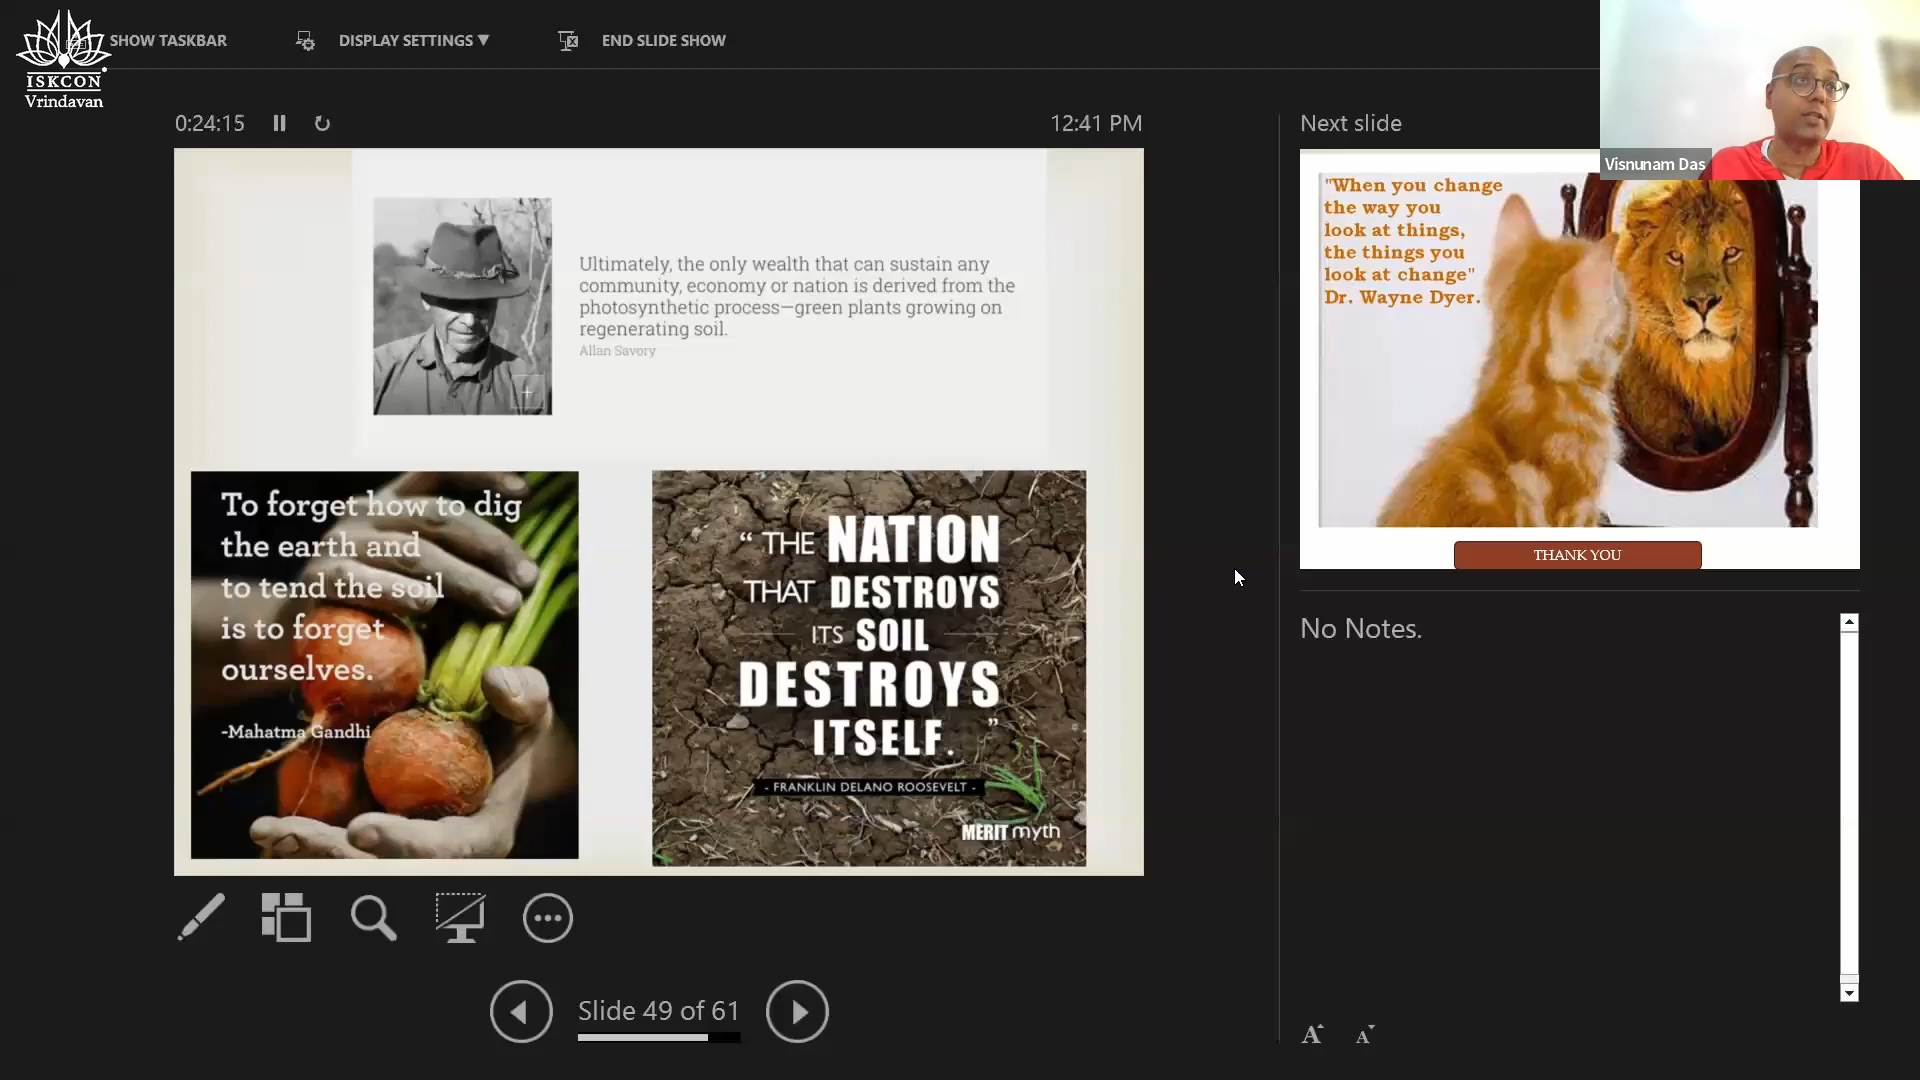 SHOW TASKBAR
DISPLAY SETTINGS ▼
END SLIDE SHOW
ISKCON
Vrindavan
0:24:15
12:41 PM
Next slide
Visnunam Das
Ultimately, the only wealth that can sustain any
community, economy or nation is derived from the
photosynthetic process—green plants growing on
regenerating soil.
Allan Savory
To forget how to dig
the earth and
to tend the soil
is to forget
ourselves.
-Mahatma Gandhi
“ THE NATION
THAT DESTROYS
ITS SOIL
DESTROYS
ITSELF. ”
- FRANKLIN DELANO ROOSEVELT -
MERIT myth
"When you change
the way you
look at things,
the things you
look at change"
Dr. Wayne Dyer.
THANK YOU
No Notes.
Slide 49 of 61
A A